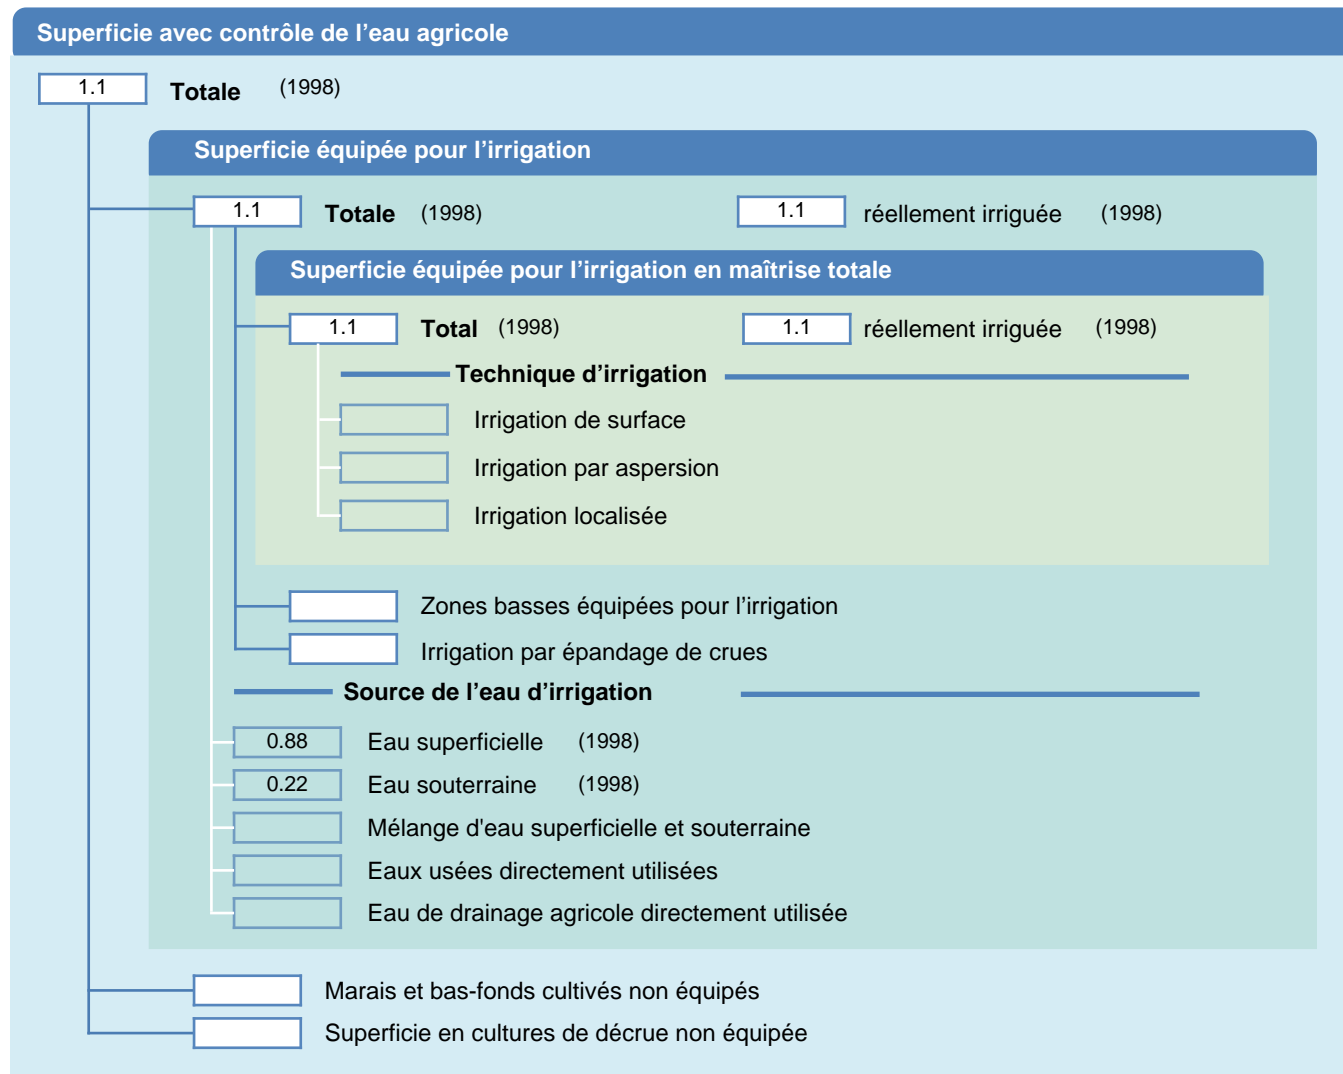 Superficie avec contrôle de l'eau agricole
1.1 Totale (1998)
Superficie équipée pour l'irrigation
1.1 Totale (1998) 1.1 réellement irriguée (1998)
Superficie équipée pour l'irrigation en maîtrise totale
1.1 Total (1998) 1.1 réellement irriguée (1998)
Technique d'irrigation
Irrigation de surface
Irrigation par aspersion
Irrigation localisée
Zones basses équipées pour l'irrigation
Irrigation par épandage de crues
Source de l'eau d'irrigation
0.88 Eau superficielle (1998)
0.22 Eau souterraine (1998)
Mélange d'eau superficielle et souterraine
Eaux usées directement utilisées
Eau de drainage agricole directement utilisée
Marais et bas-fonds cultivés non équipés
Superficie en cultures de décrue non équipée